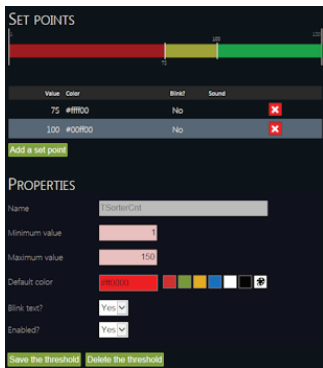 SET POINTS
100
150
75
Value Color Blink? Sound
75 #ffff00 No
100 #00ff00 No
Add a set point
PROPERTIES
Name TSorterCnt
Minimum value 1
Maximum value 150
Default color #ff0000
Blink text? Yes
Enabled? Yes
Save the threshold Delete the threshold